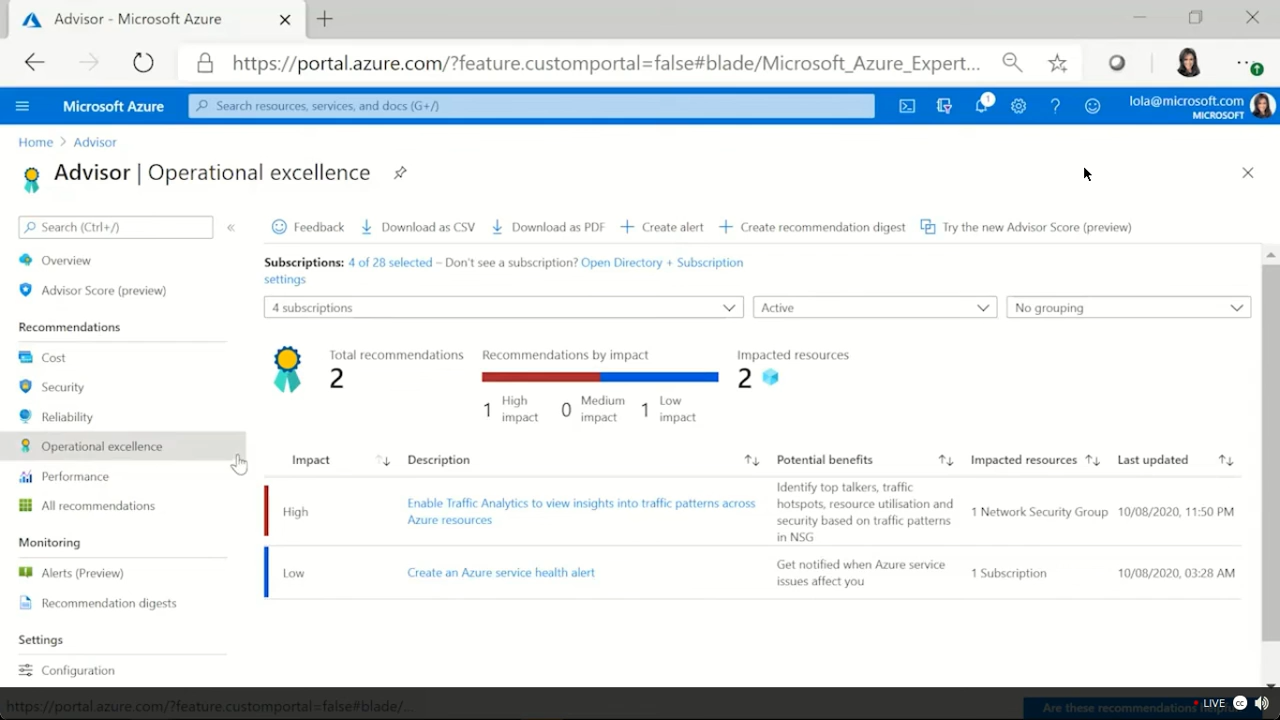 Advisor - Microsoft Azure
https://portal.azure.com/?feature.customportal=false#blade/Microsoft_Azure_Expert...
Microsoft Azure
Search resources, services, and docs (G+/)
1
lola@microsoft.com
MICROSOFT
Home > Advisor
Advisor | Operational excellence
Search (Ctrl+/)
«
Feedback
Download as CSV
Download as PDF
Create alert
Create recommendation digest
Try the new Advisor Score (preview)
Overview
Advisor Score (preview)
Recommendations
Cost
Security
Reliability
Operational excellence
Performance
All recommendations
Monitoring
Alerts (Preview)
Recommendation digests
Settings
Configuration
Subscriptions: 4 of 28 selected – Don't see a subscription? Open Directory + Subscription
settings
4 subscriptions
Active
No grouping
Total recommendations
2
Recommendations by impact
1 High impact
0 Medium impact
1 Low impact
Impacted resources
2
Impact Description Potential benefits Impacted resources Last updated
High
Enable Traffic Analytics to view insights into traffic patterns across
Azure resources
Identify top talkers, traffic
hotspots, resource utilisation and
security based on traffic patterns
in NSG
1 Network Security Group
10/08/2020, 11:50 PM
Low
Create an Azure service health alert
Get notified when Azure service
issues affect you
1 Subscription
10/08/2020, 03:28 AM
https://portal.azure.com/?feature.customportal=false#blade/...
Are these recommendations
LIVE
CC